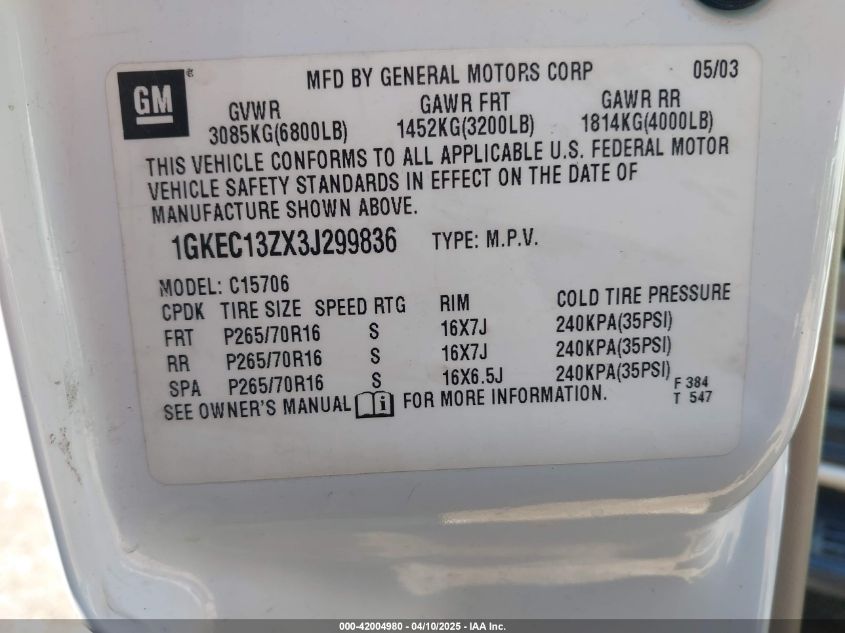 GM ® MFD BY GENERAL MOTORS CORP 05/03
GVWR GAWR FRT GAWR RR
3085KG(6800LB) 1452KG(3200LB) 1814KG(4000LB)
THIS VEHICLE CONFORMS TO ALL APPLICABLE U.S. FEDERAL MOTOR
VEHICLE SAFETY STANDARDS IN EFFECT ON THE DATE OF
MANUFACTURE SHOWN ABOVE.
1GKEC13ZX3J299836 TYPE: M.P.V.
MODEL: C15706
CPDK TIRE SIZE SPEED RTG RIM COLD TIRE PRESSURE
FRT P265/70R16 S 16X7J 240KPA(35PSI)
RR P265/70R16 S 16X7J 240KPA(35PSI)
SPA P265/70R16 S 16X6.5J 240KPA(35PSI) F 384
SEE OWNER'S MANUAL i FOR MORE INFORMATION. T 547
000-42004980 - 04/10/2025 - IAA Inc.